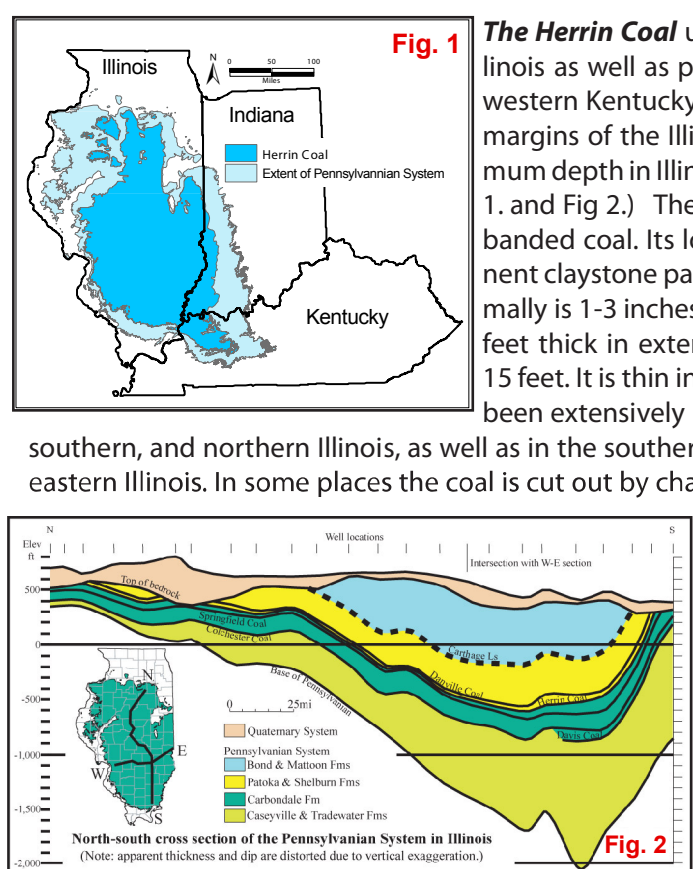 Fig. 1
Illinois
N
0 50 100
Miles
Indiana
Herrin Coal
Extent of Pennsylvannian System
Kentucky
The Herrin Coal u
linois as well as p
western Kentucky
margins of the Illi
mum depth in Illin
1. and Fig 2.) The
banded coal. Its lo
nent claystone pa
mally is 1-3 inches
feet thick in exter
15 feet. It is thin in
been extensively
southern, and northern Illinois, as well as in the souther
eastern Illinois. In some places the coal is cut out by cha
N
S
Elev
ft
Well locations
Intersection with W-E section
500
0
-500
-1,000
-1,500
-2,000
Top of bedrock
Springfield Coal
Colchester Coal
Base of Pennsylvanian
Carthage Ls
Danville Coal
Herrin Coal
Davis Coal
N
E
W
S
0 25mi
Quaternary System
Pennsylvanian System
Bond & Mattoon Fms
Patoka & Shelburn Fms
Carbondale Fm
Caseyville & Tradewater Fms
North-south cross section of the Pennsylvanian System in Illinois
(Note: apparent thickness and dip are distorted due to vertical exaggeration.)
Fig. 2